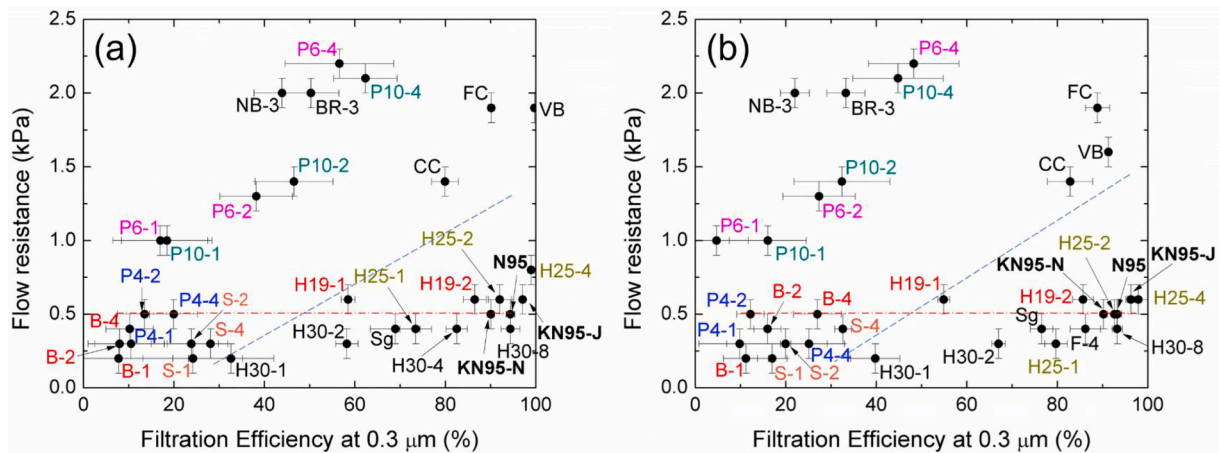 (a)
Flow resistance (kPa)
2.5
2.0
1.5
1.0
0.5
0.0
P6-4
P10-4
NB-3
BR-3
FC
VB
P10-2
P6-2
CC
P6-1
P10-1
H25-2
N95
H25-4
P4-2
P4-4
S-2
H19-1
H25-1
H19-2
B-4
P4-1
S-4
H30-2
Sg
KN95-J
B-2
H30-4
H30-8
B-1
S-1
H30-1
KN95-N
0
20
40
60
80
100
Filtration Efficiency at 0.3 μm (%)
(b)
Flow resistance (kPa)
2.5
2.0
1.5
1.0
0.5
0.0
P6-4
P10-4
NB-3
BR-3
FC
VB
P10-2
P6-2
CC
P6-1
P10-1
H25-2
KN95-N
N95
KN95-J
P4-2
B-2
B-4
H19-1
H19-2
H25-4
P4-1
S-4
Sg
F-4
P4-4
H30-2
H30-8
B-1
S-1
S-2
H30-1
H25-1
0
20
40
60
80
100
Filtration Efficiency at 0.3 μm (%)